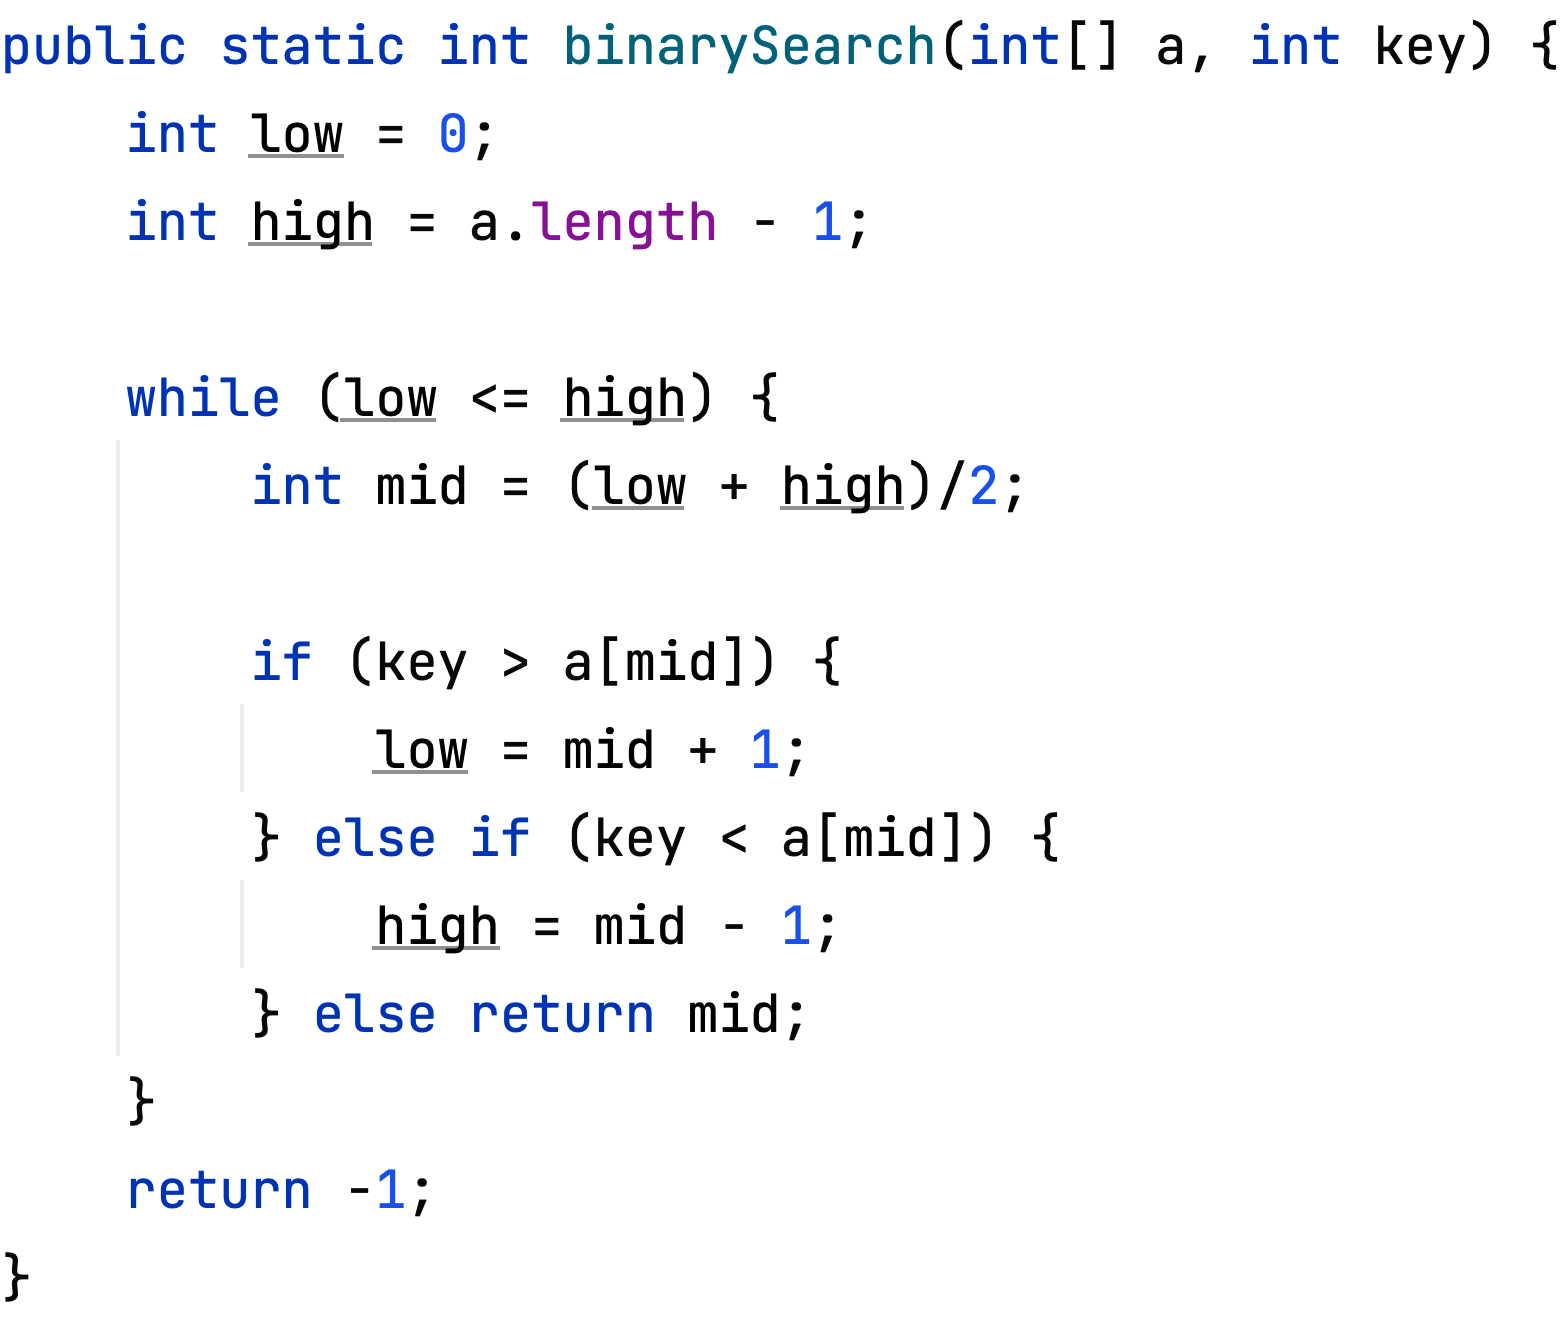 public static int binarySearch(int[] a, int key) {
    int low = 0;
    int high = a.length - 1;

    while (low <= high) {
        int mid = (low + high)/2;

        if (key > a[mid]) {
            low = mid + 1;
        } else if (key < a[mid]) {
            high = mid - 1;
        } else return mid;
    }
    return -1;
}